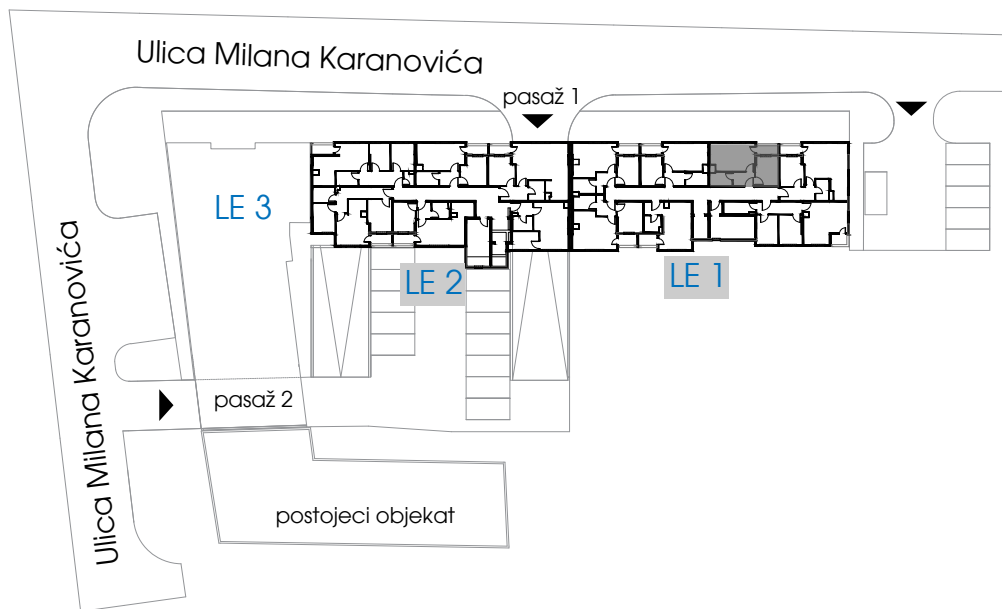 Ulica Milana Karanovića
pasaž 1
LE 3
LE 2
LE 1
Ulica Milana Karanovića
pasaž 2
postojeci objekat